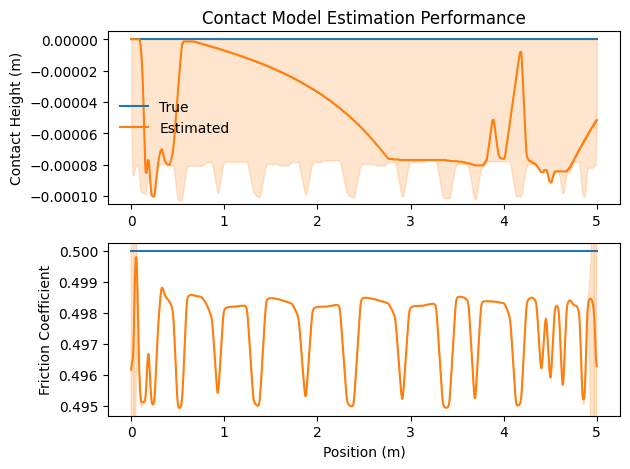 Contact Model Estimation Performance
Contact Height (m)
0.00000
−0.00002
−0.00004
−0.00006
−0.00008
−0.00010
True
Estimated
0 1 2 3 4 5
Friction Coefficient
0.500
0.499
0.498
0.497
0.496
0.495
0 1 2 3 4 5
Position (m)